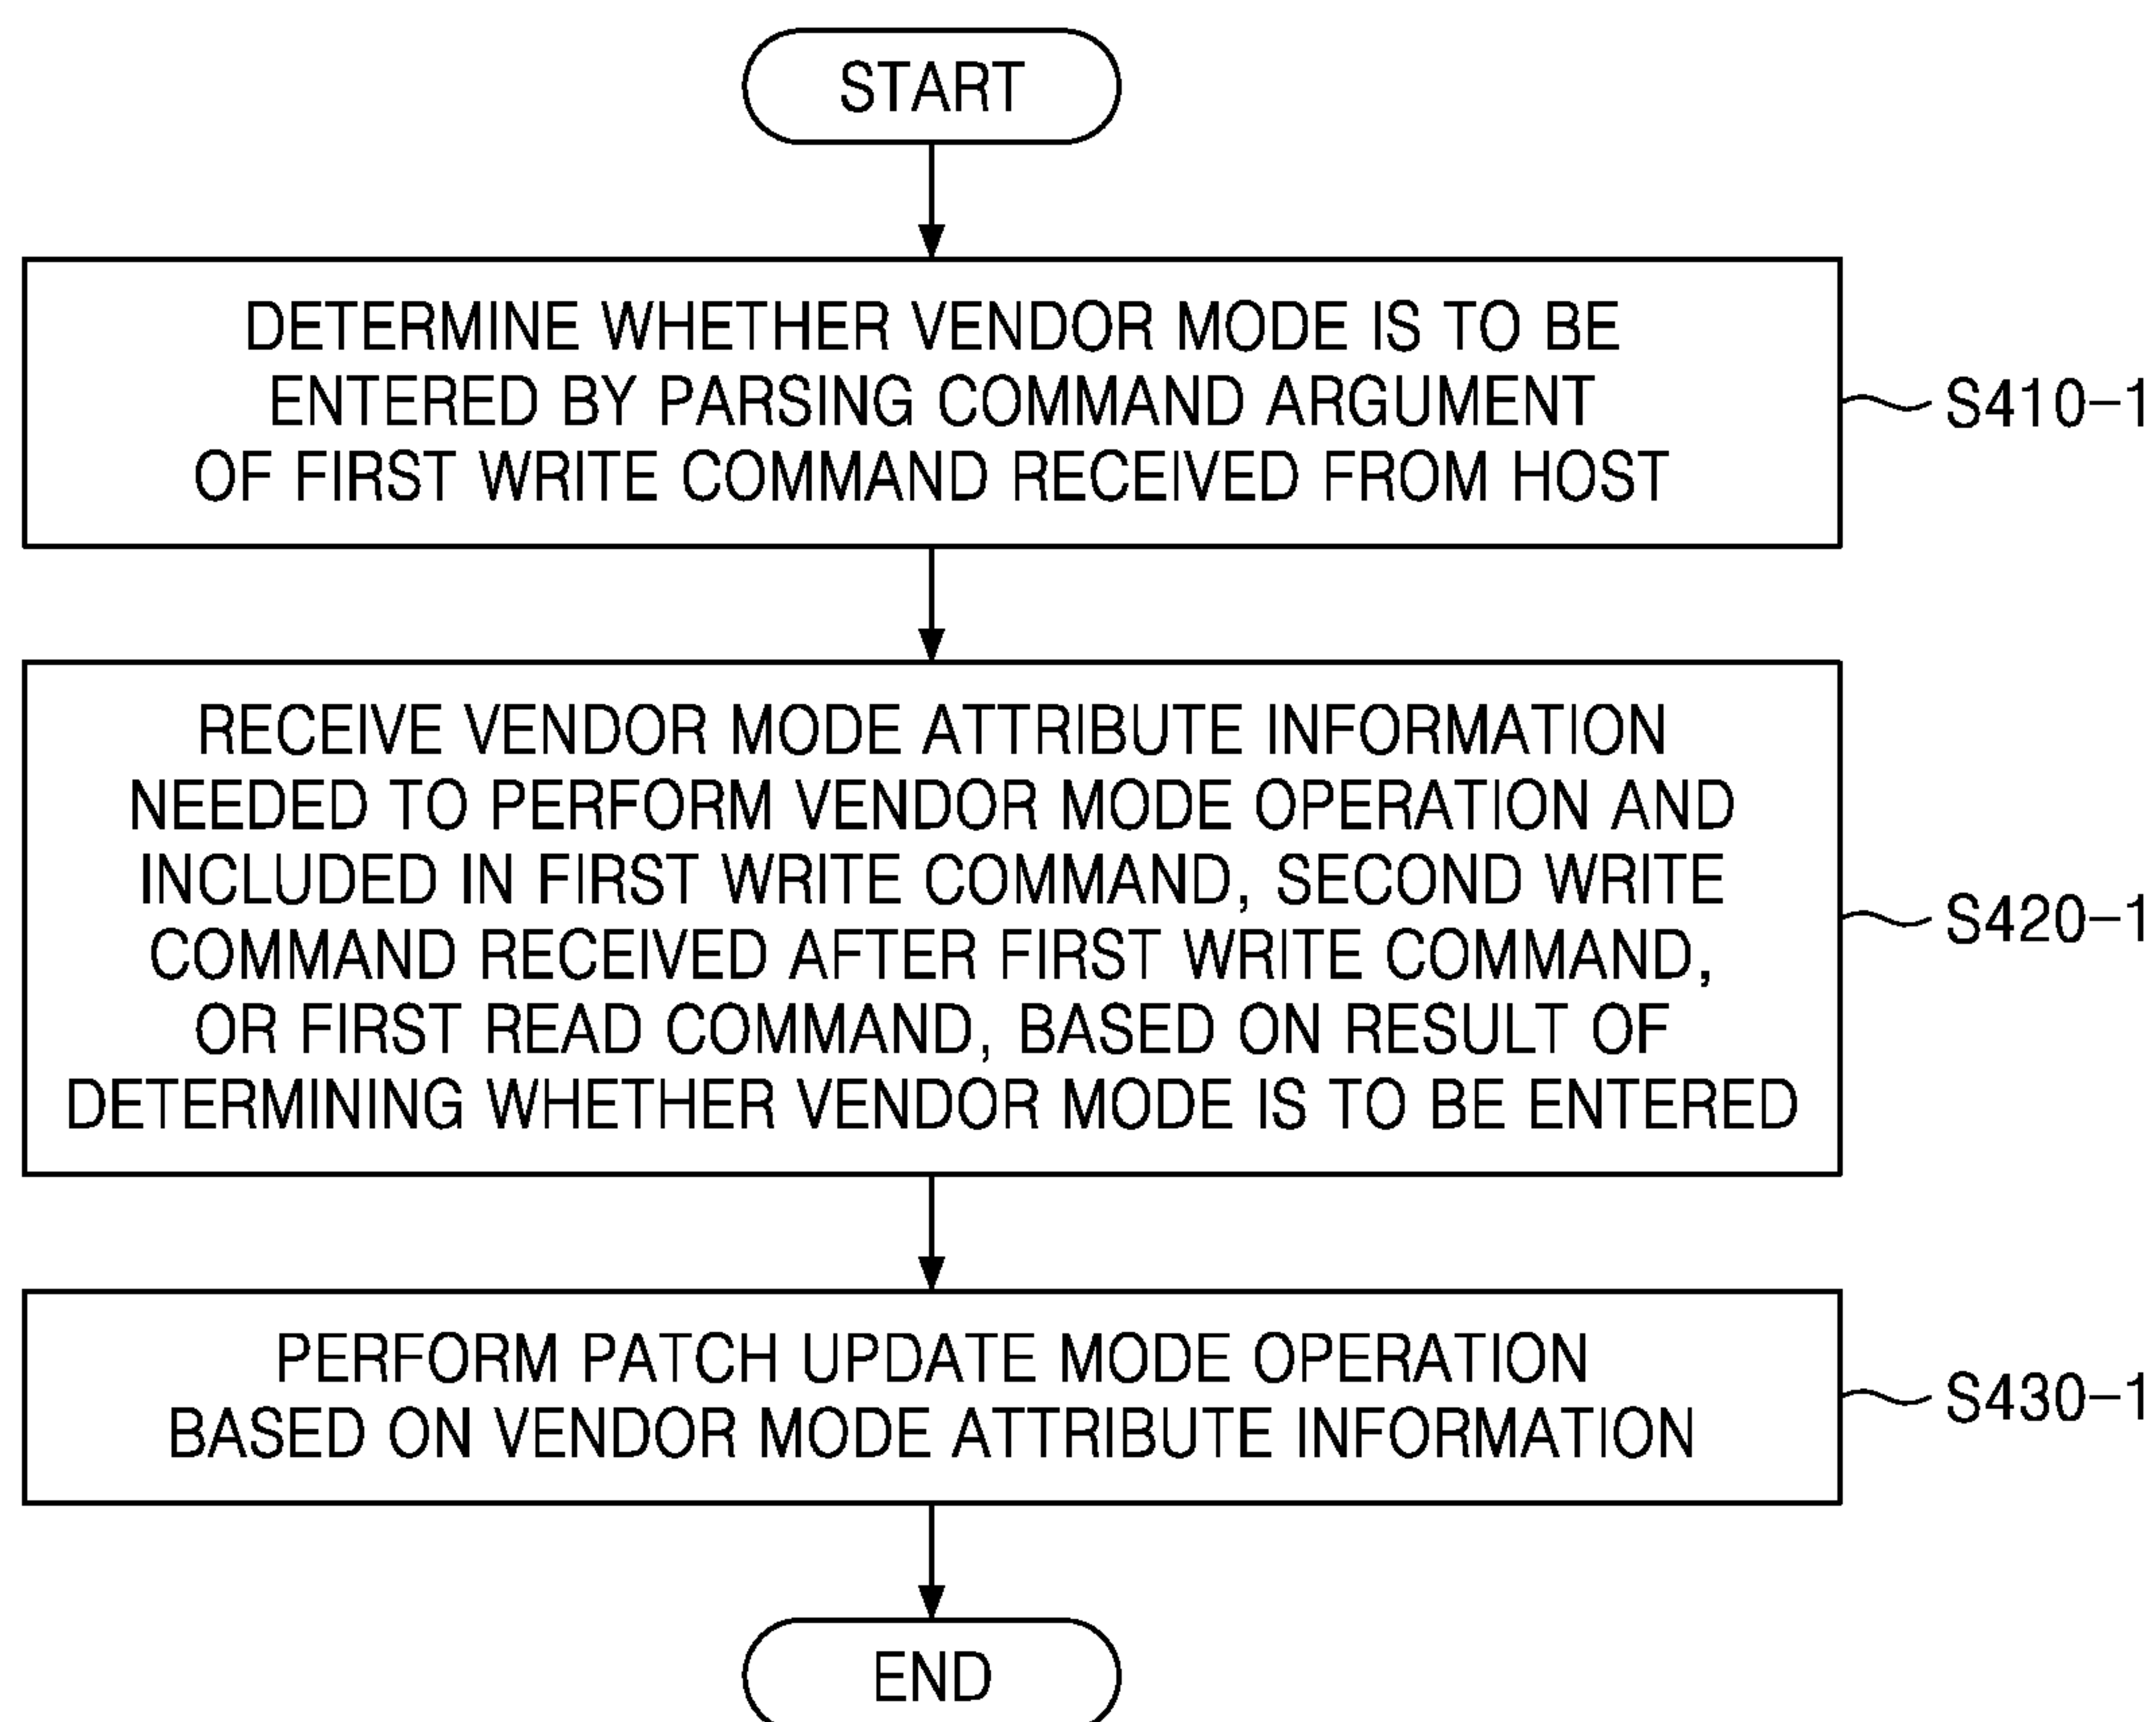 START
DETERMINE WHETHER VENDOR MODE IS TO BE
ENTERED BY PARSING COMMAND ARGUMENT
OF FIRST WRITE COMMAND RECEIVED FROM HOST
S410-1
RECEIVE VENDOR MODE ATTRIBUTE INFORMATION
NEEDED TO PERFORM VENDOR MODE OPERATION AND
INCLUDED IN FIRST WRITE COMMAND, SECOND WRITE
COMMAND RECEIVED AFTER FIRST WRITE COMMAND,
OR FIRST READ COMMAND, BASED ON RESULT OF
DETERMINING WHETHER VENDOR MODE IS TO BE ENTERED
S420-1
PERFORM PATCH UPDATE MODE OPERATION
BASED ON VENDOR MODE ATTRIBUTE INFORMATION
S430-1
END